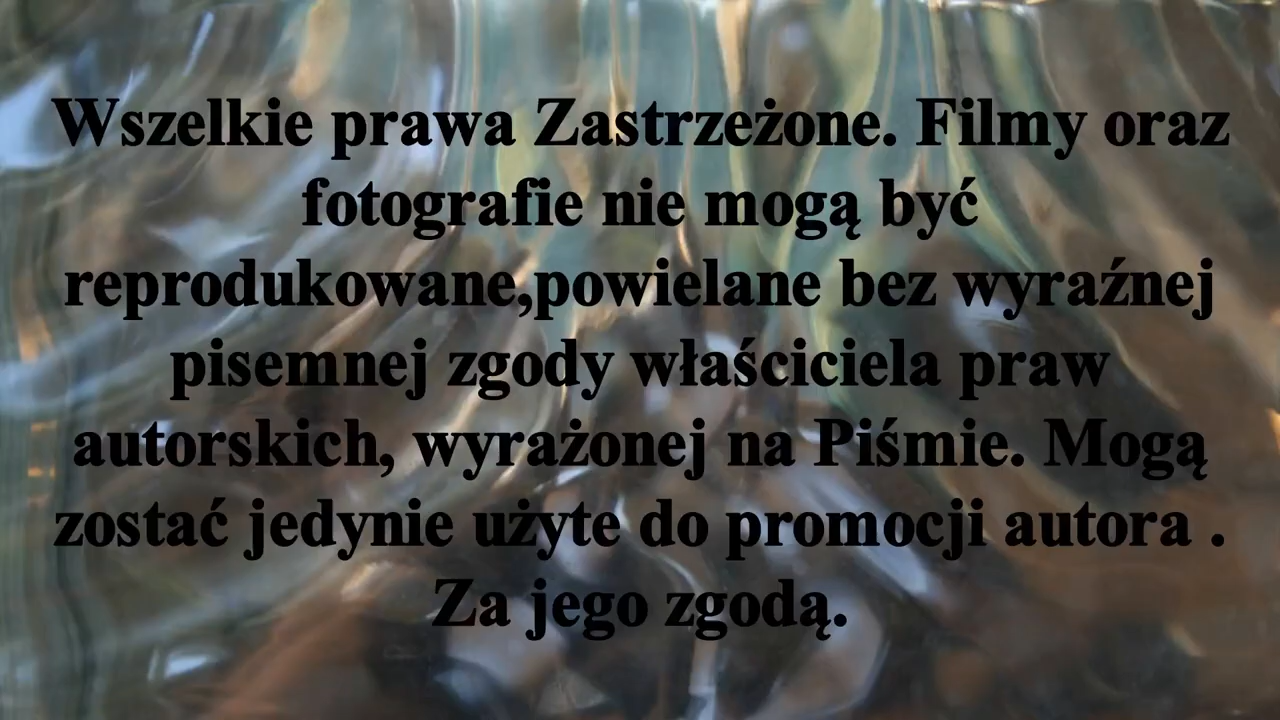 Wszelkie prawa Zastrzeżone. Filmy oraz
fotografie nie mogą być
reprodukowane,powielane bez wyraźnej
pisemnej zgody właściciela praw
autorskich, wyrażonej na Piśmie. Mogą
zostać jedynie użyte do promocji autora .
Za jego zgodą.